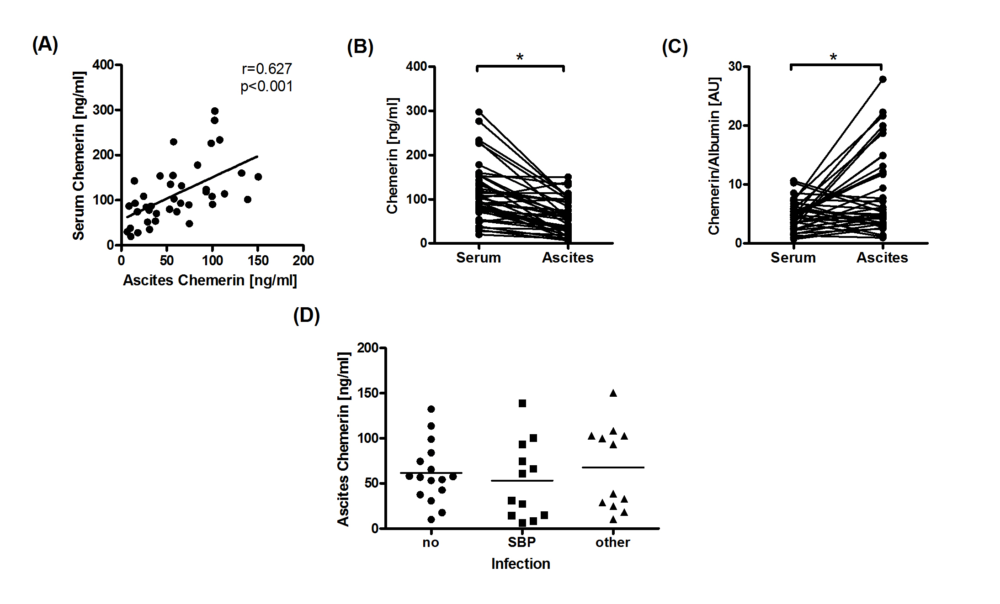 (A)
400
300
200
100
0
Serum Chemerin [ng/ml]
r=0.627
p<0.001
0 50 100 150 200
Ascites Chemerin [ng/ml]
(B)
400
300
200
100
0
Chemerin [ng/ml]
*
Serum Ascites
(C)
30
20
10
0
Chemerin/Albumin [AU]
*
Serum Ascites
(D)
200
150
100
50
0
Ascites Chemerin [ng/ml]
no SBP other
Infection